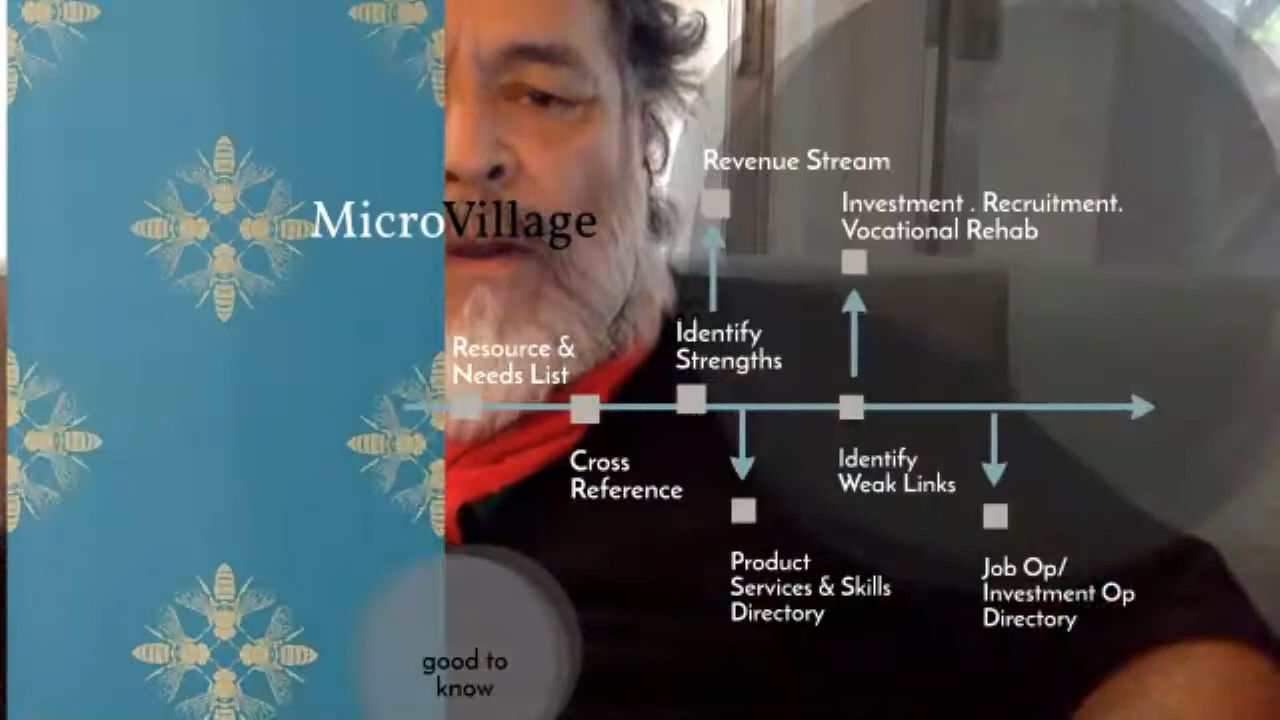 Revenue Stream
Investment . Recruitment.
Vocational Rehab
MicroVillage
Identify
Strengths
Resource &
Needs List
Cross
Reference
Identify
Weak Links
Product
Services & Skills
Directory
Job Op/
Investment Op
Directory
good to
know